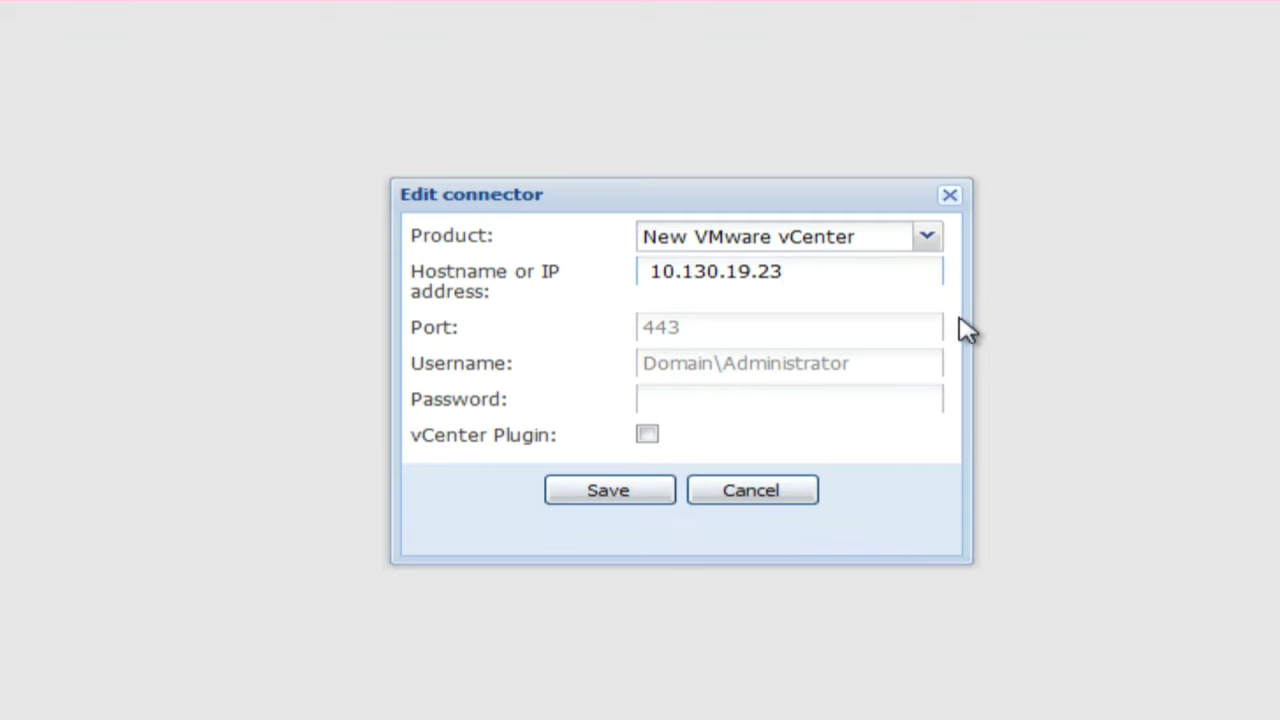 Edit connector
Product: New VMware vCenter
Hostname or IP address: 10.130.19.23
Port: 443
Username: Domain\Administrator
Password:
vCenter Plugin:
Save Cancel